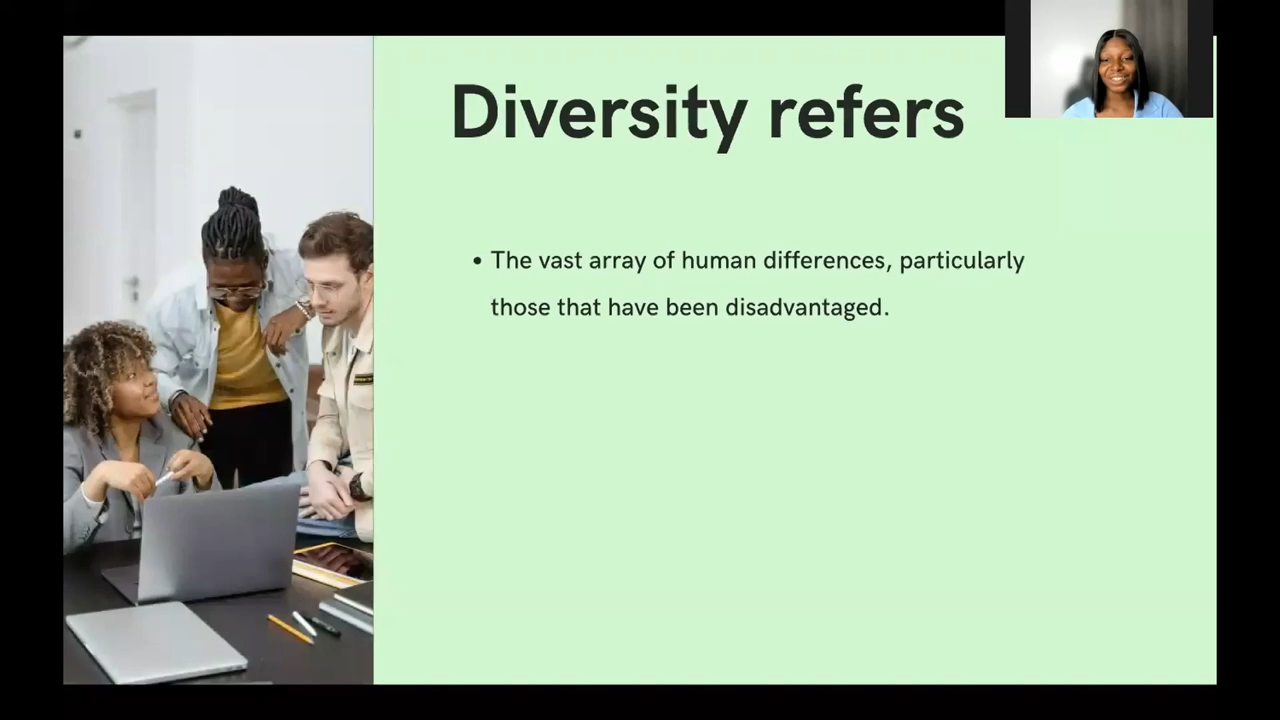 Diversity refers
• The vast array of human differences, particularly
those that have been disadvantaged.